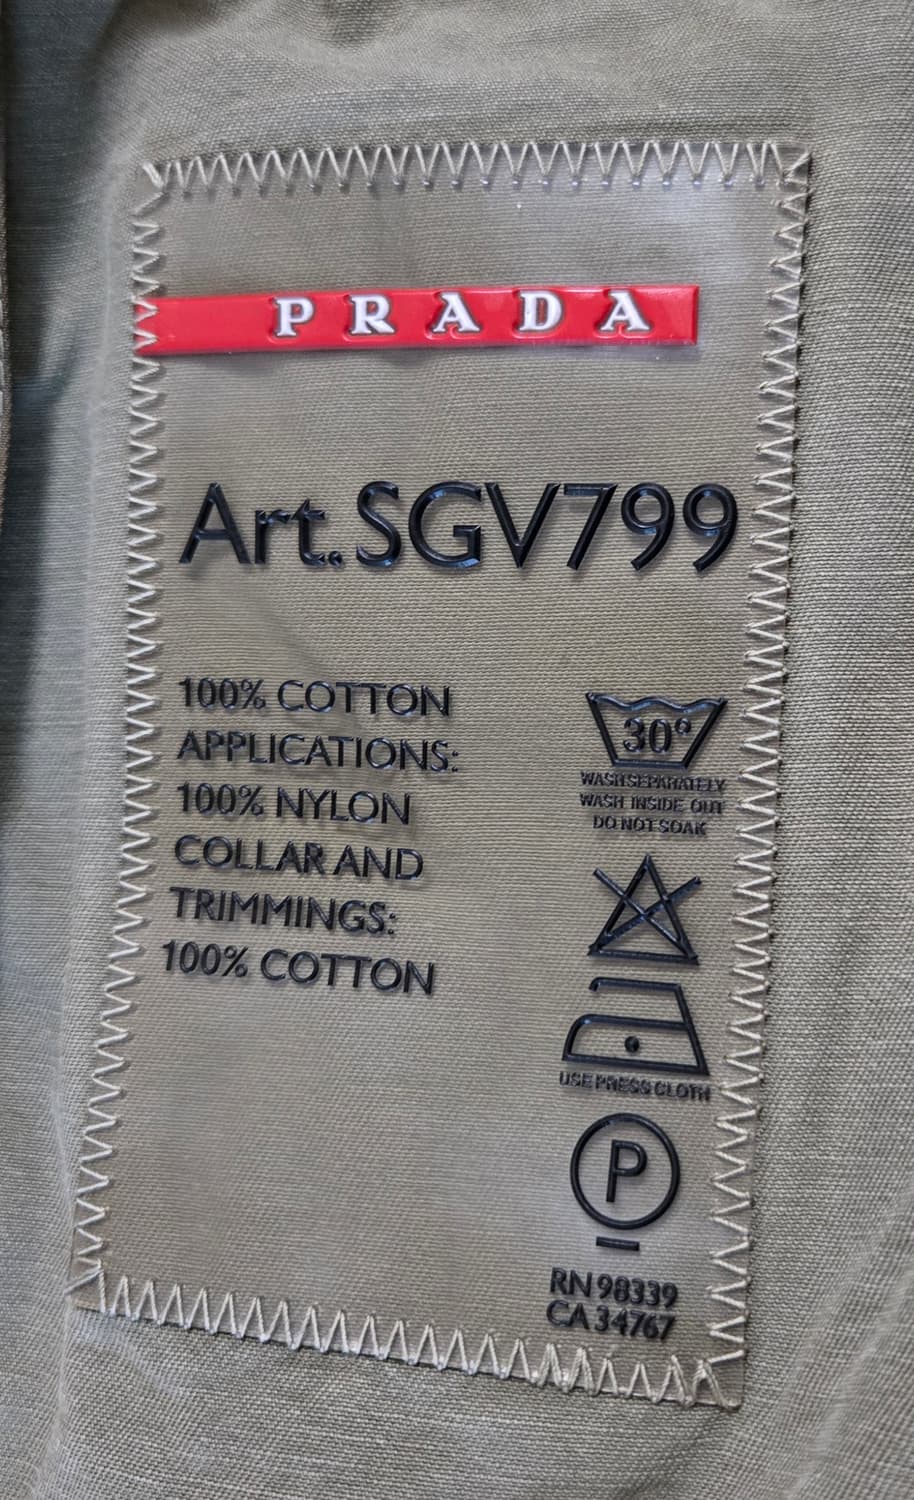 PRADA
Art. SGV799
100% COTTON
APPLICATIONS:
100% NYLON
COLLAR AND
TRIMMINGS:
100% COTTON
30°
WASH SEPARATELY
WASH INSIDE OUT
DO NOT SOAK
USE PRESS CLOTH
P
RN 98339
CA 34767